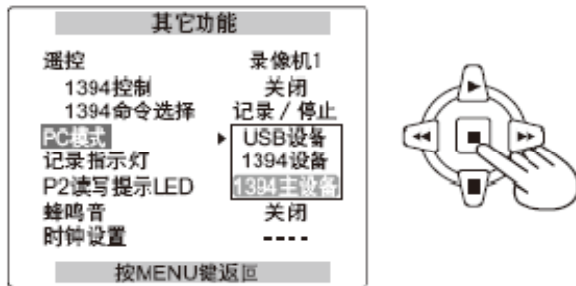 其它功能
遥控 录像机1
1394控制 关闭
1394命令选择 记录／停止
PC模式 USB设备
记录指示灯 1394设备
P2读写提示LED 1394主设备
蜂鸣音 关闭
时钟设置 ----
按MENU键返回